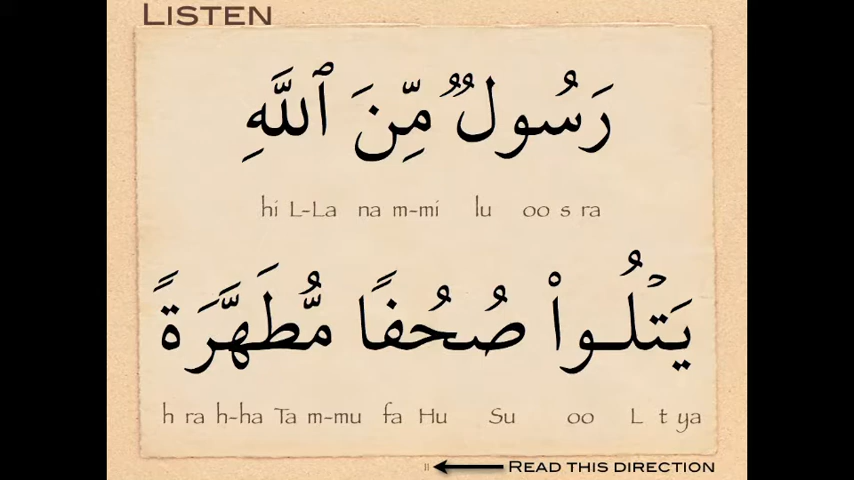 LISTEN
رَسُولٌ مِّنَ ٱللَّهِ
hi L-La na m-mi lu oo s ra
يَتْلُوا۟ صُحُفًا مُّطَهَّرَةً
h ra h-ha Ta m-mu fa Hu Su oo L t ya
11 READ THIS DIRECTION